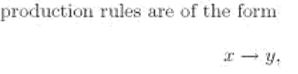 production rules are of the form
x → y,